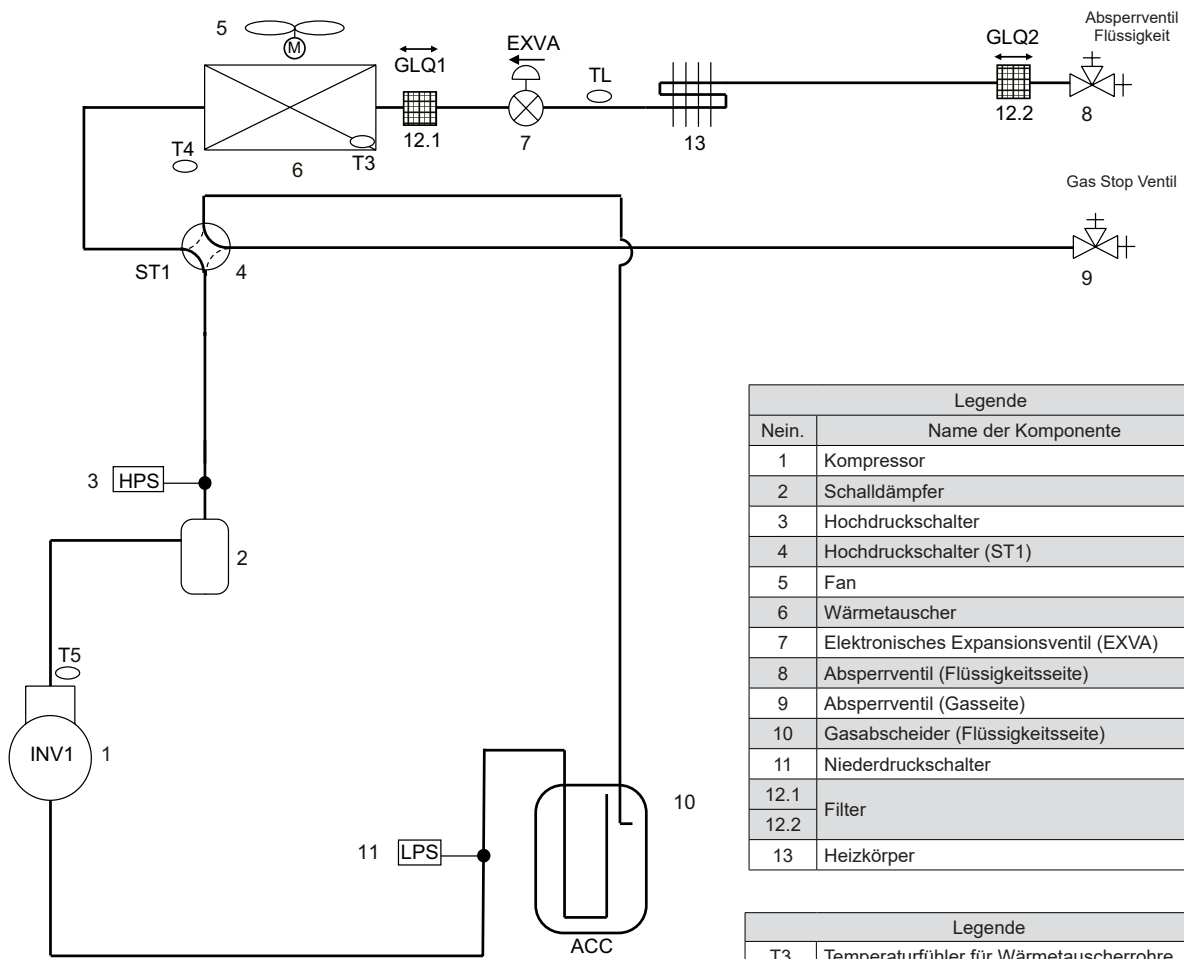 5
M
EXVA
GLQ1
TL
GLQ2
Absperrventil
Flüssigkeit
12.1
7
13
12.2
8
T4
T3
6
Gas Stop Ventil
ST1
4
9
3 HPS
2
T5
INV1 1
10
11 LPS
ACC
Legende
Nein. Name der Komponente
1 Kompressor
2 Schalldämpfer
3 Hochdruckschalter
4 Hochdruckschalter (ST1)
5 Fan
6 Wärmetauscher
7 Elektronisches Expansionsventil (EXVA)
8 Absperrventil (Flüssigkeitsseite)
9 Absperrventil (Gasseite)
10 Gasabscheider (Flüssigkeitsseite)
11 Niederdruckschalter
12.1 Filter
12.2
13 Heizkörper
Legende
T3 Temperaturfühler für Wärmetauscherrohre